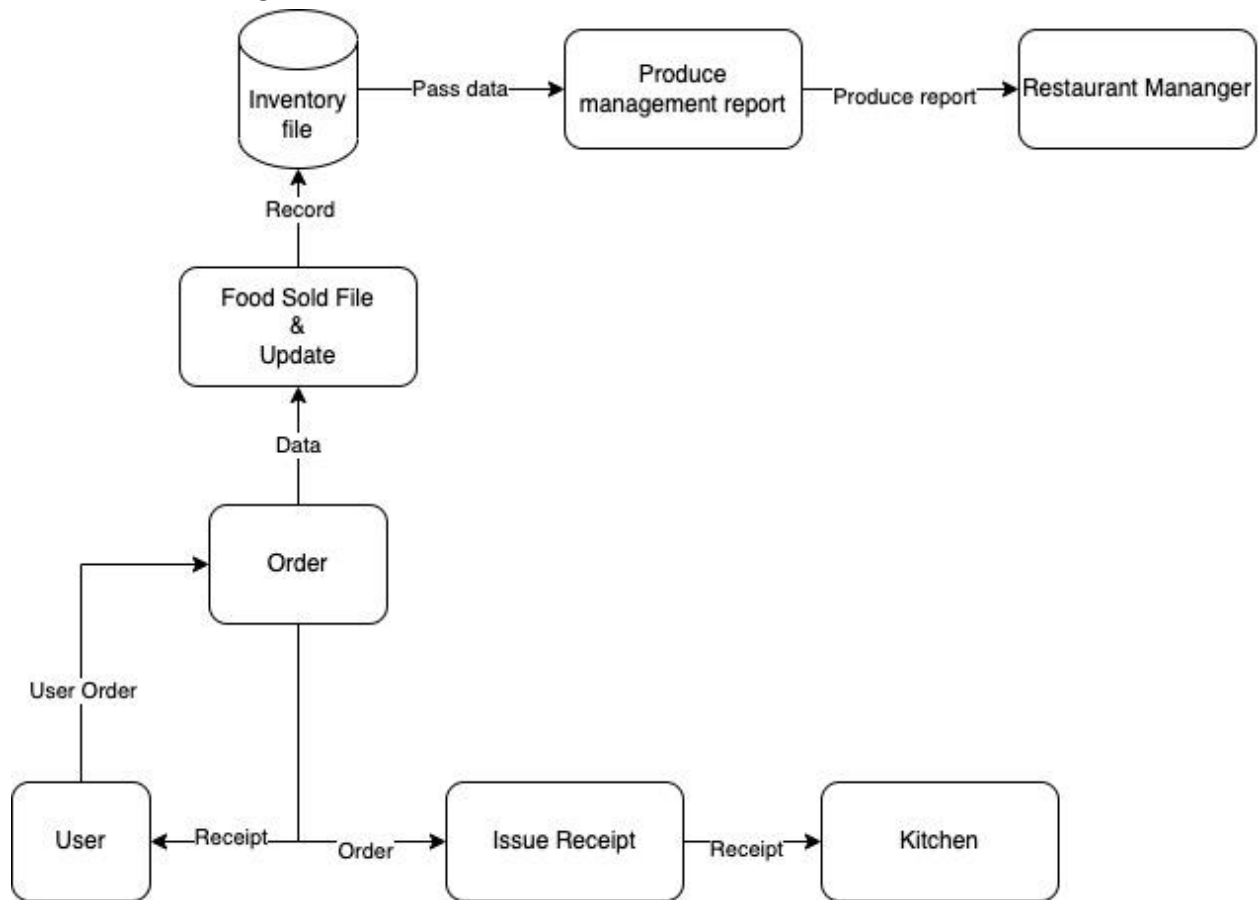 Inventory
file
Pass data
Produce
management report
Produce report
Restaurant Mananger
Record
Food Sold File
&
Update
Data
Order
User Order
User
Receipt
Order
Issue Receipt
Receipt
Kitchen